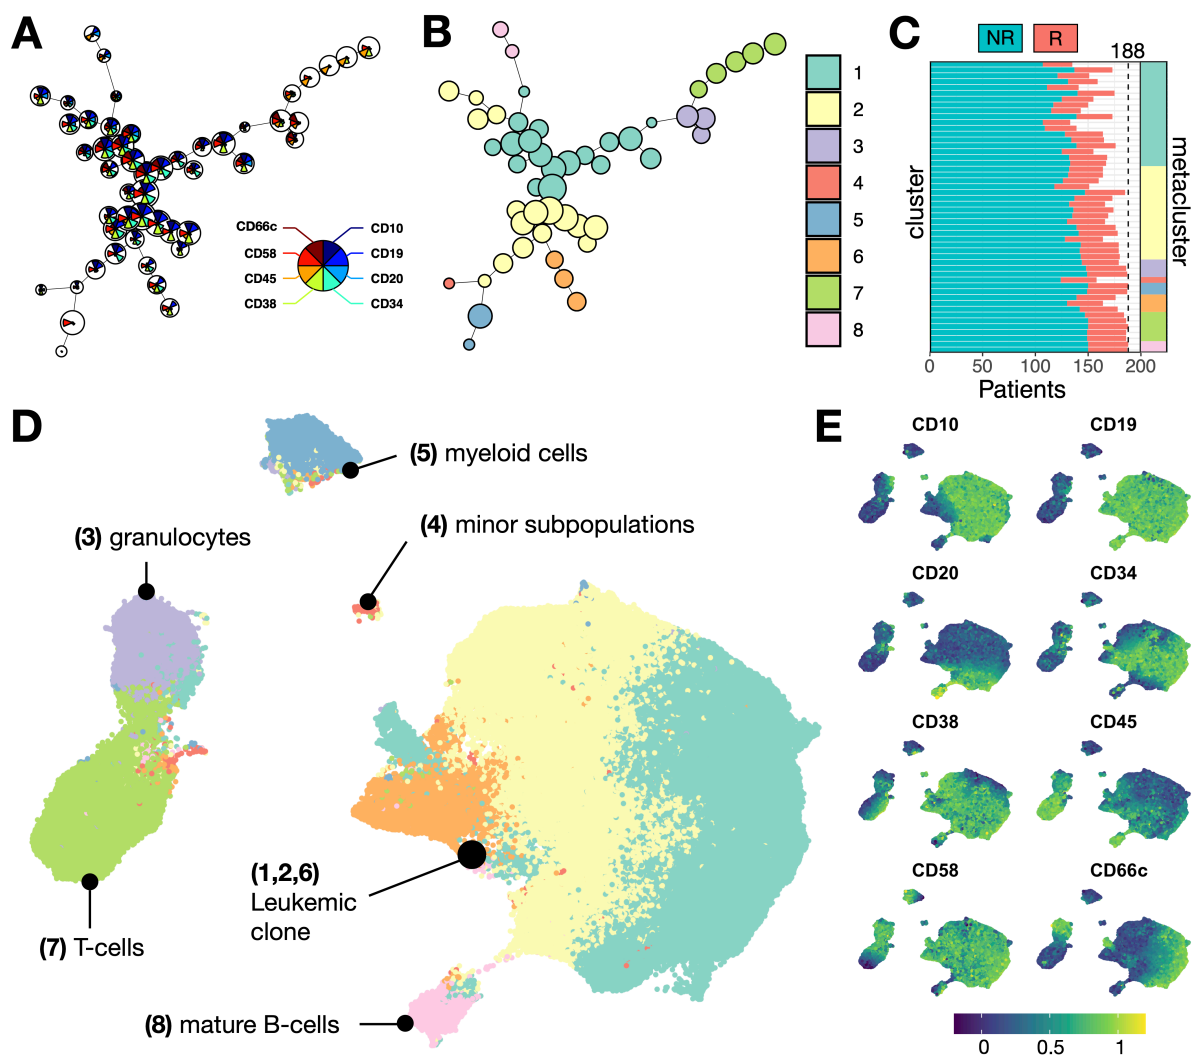 A
CD66c
CD58
CD45
CD38
CD10
CD19
CD20
CD34
B
1
2
3
4
5
6
7
8
C
NR
R
188
cluster
metacluster
0
50
100
150
200
Patients
D
(5) myeloid cells
(4) minor subpopulations
(3) granulocytes
(1,2,6)
Leukemic
clone
(7) T-cells
(8) mature B-cells
E
CD10
CD19
CD20
CD34
CD38
CD45
CD58
CD66c
0
0.5
1